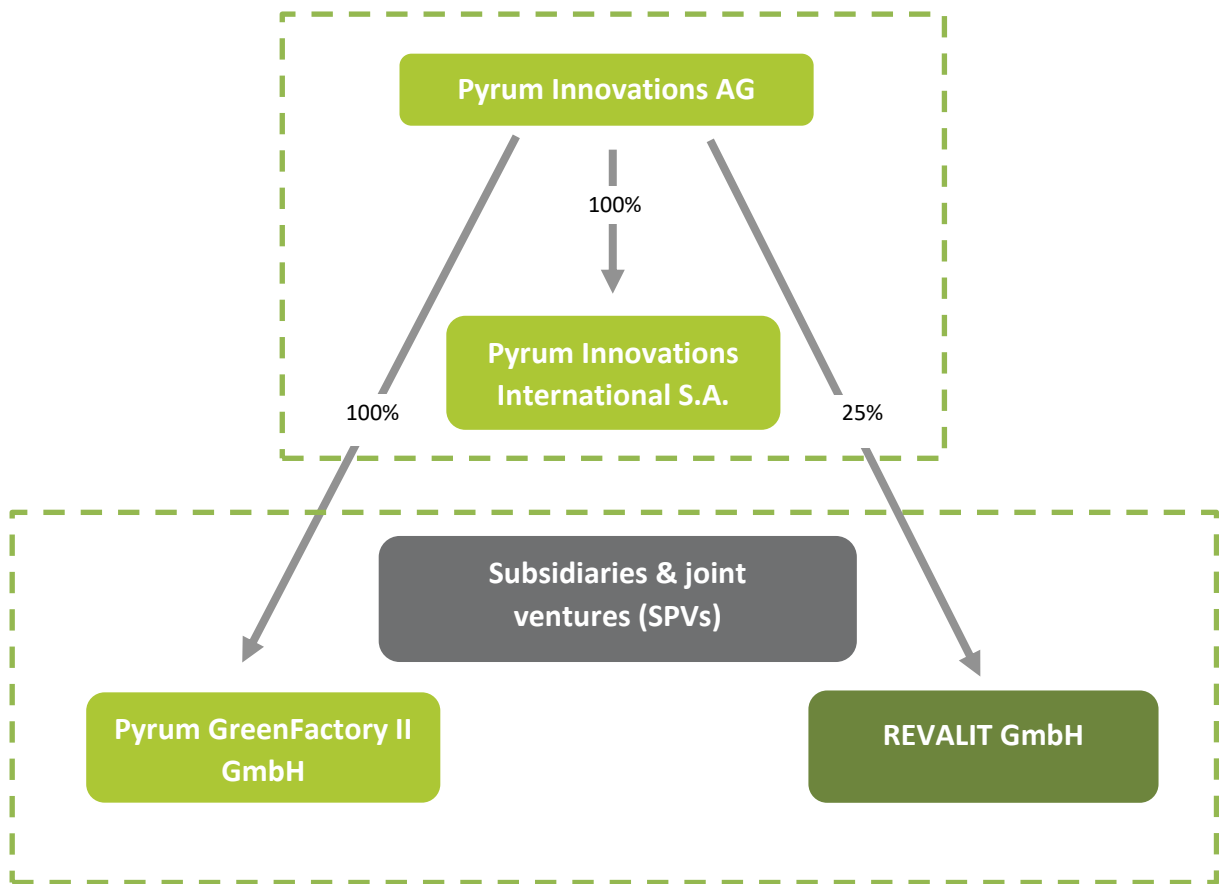 Pyrum Innovations AG
100%
Pyrum Innovations
International S.A.
100%
25%
Subsidiaries & joint
ventures (SPVs)
Pyrum GreenFactory II
GmbH
REVALIT GmbH